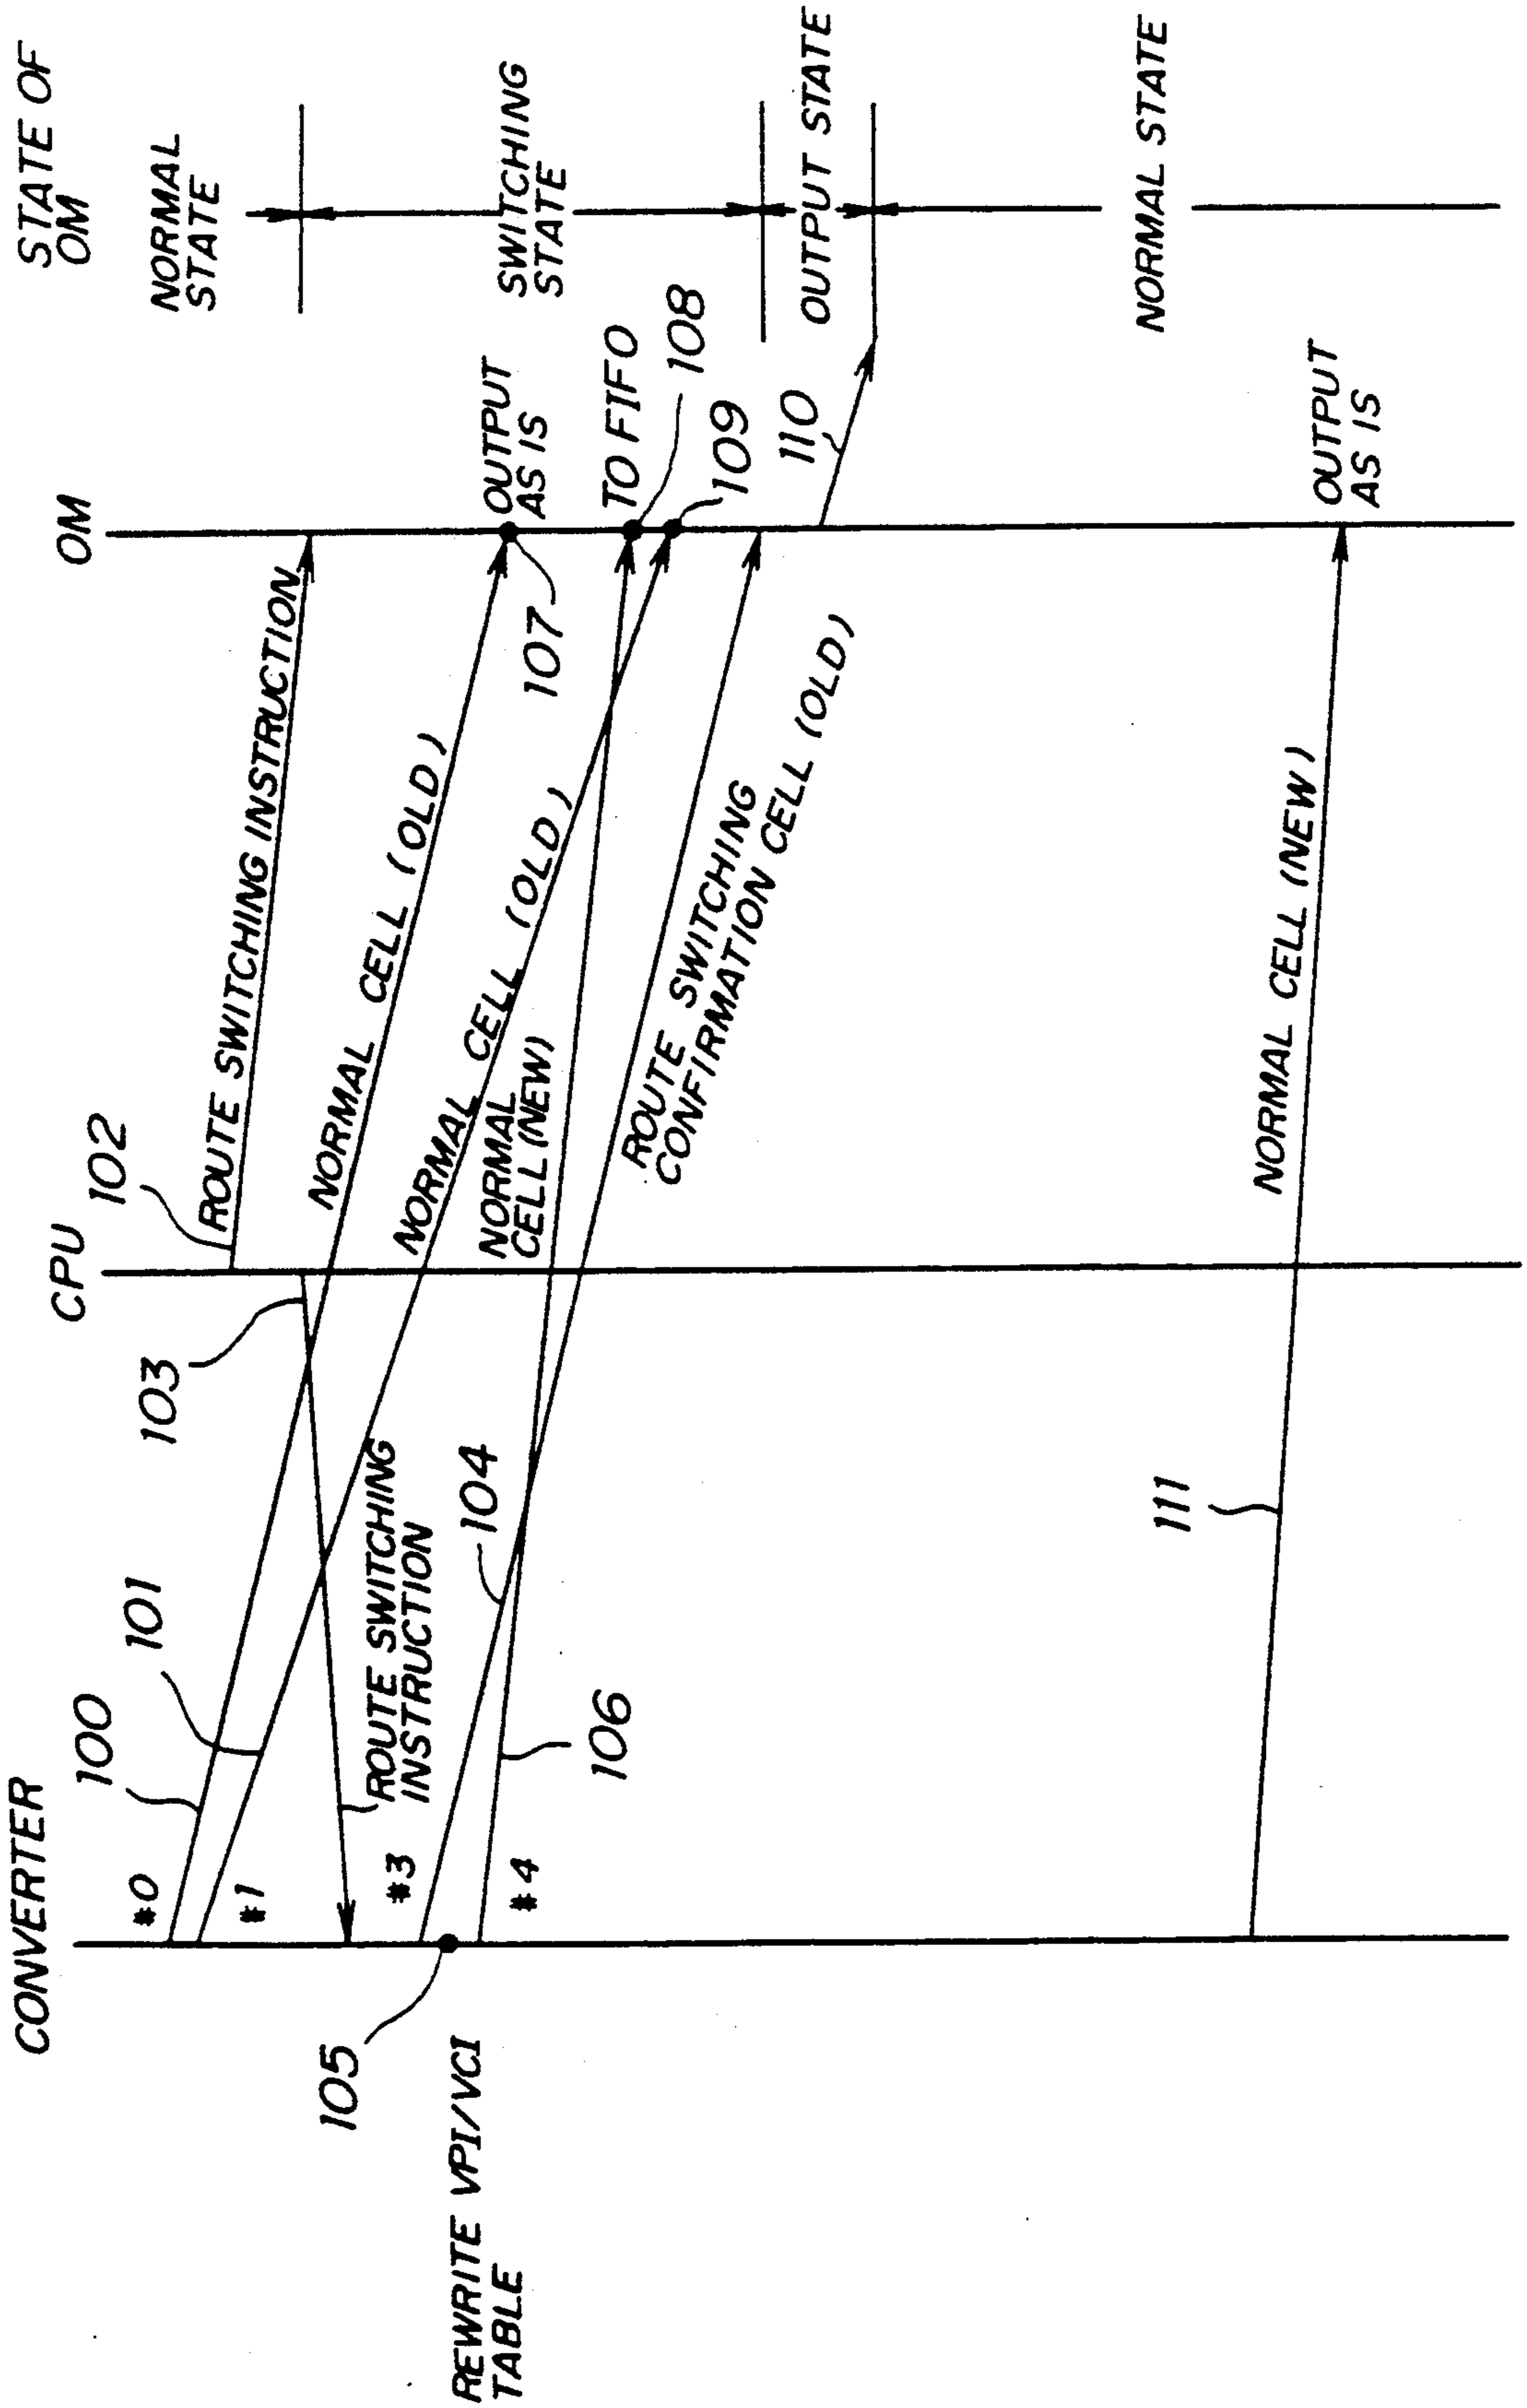 CONVERTER
CPU
OM
STATE OF
OM
100
101
102
103
#0
#1
ROUTE SWITCHING INSTRUCTION
NORMAL
STATE
NORMAL CELL (OLD)
NORMAL CELL (OLD)
ROUTE SWITCHING
INSTRUCTION
OUTPUT
AS IS
107
SWITCHING
STATE
105
REWRITE VPI/VCI
TABLE
#3
#4
104
106
NORMAL
CELL (NEW)
TO FIFO
108
109
ROUTE SWITCHING
CONFIRMATION CELL (OLD)
110
OUTPUT STATE
111
NORMAL CELL (NEW)
OUTPUT
AS IS
NORMAL STATE